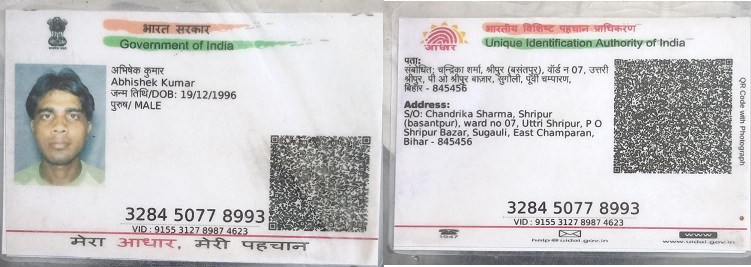 भारत सरकार
Government of India
अभिषेक कुमार
Abhishek Kumar
जन्म तिथि/DOB: 19/12/1996
पुरुष/ MALE
3284 5077 8993
VID : 9155 3127 8987 4623
मेरा आधार, मेरी पहचान
आधार
भारतीय विशिष्ट पहचान प्राधिकरण
Unique Identification Authority of India
पता:
संबोधित: चन्द्रिका शर्मा, श्रीपुर (बसंतपुर), वॉर्ड न 07, उत्तरी
श्रीपुर, पी ओ श्रीपुर बाजार, सुगौली, पूर्वी चम्पारण,
बिहार - 845456
Address:
S/O: Chandrika Sharma, Shripur
(basantpur), ward no 07, Uttri Shripur, P O
Shripur Bazar, Sugauli, East Champaran,
Bihar - 845456
QR Code with Photograph
3284 5077 8993
VID : 9155 3127 8987 4623
1947
help@uidai.gov.in
www
www.uidai.gov.in